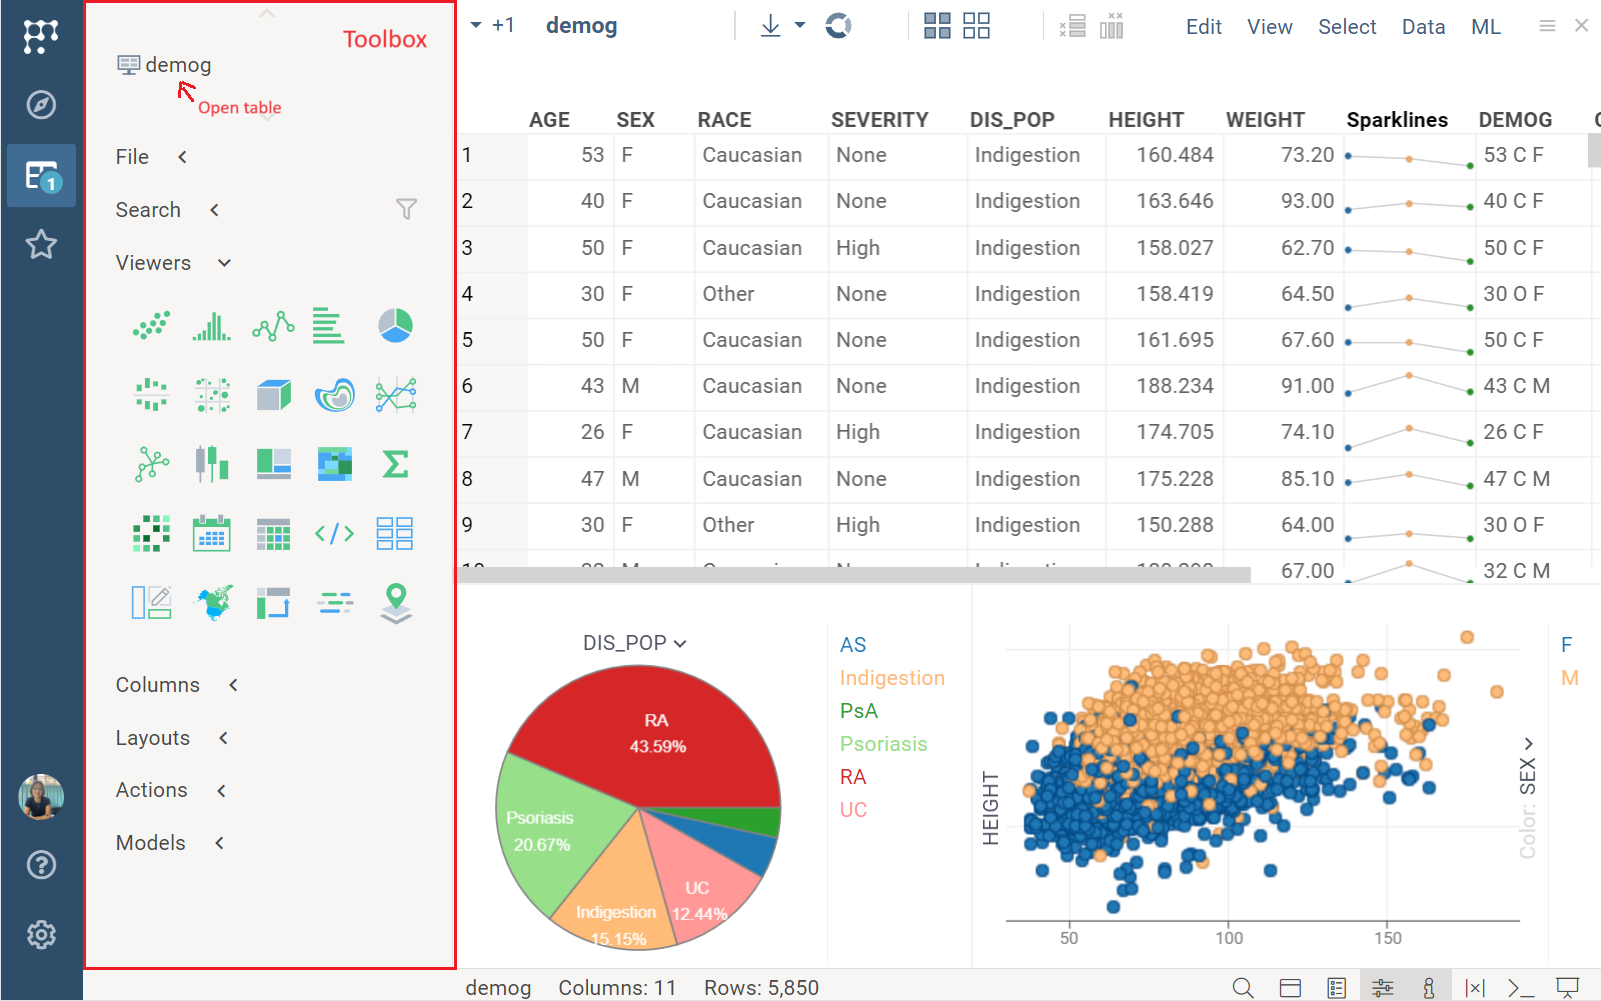 Toolbox
demog
Open table
File
Search
Viewers
Columns
Layouts
Actions
Models
1
+1 demog
Edit View Select Data ML
AGE SEX RACE SEVERITY DIS_POP HEIGHT WEIGHT Sparklines DEMOG
1 53 F Caucasian None Indigestion 160.484 73.20 53 C F
2 40 F Caucasian None Indigestion 163.646 93.00 40 C F
3 50 F Caucasian High Indigestion 158.027 62.70 50 C F
4 30 F Other None Indigestion 158.419 64.50 30 O F
5 50 F Caucasian None Indigestion 161.695 67.60 50 C F
6 43 M Caucasian None Indigestion 188.234 91.00 43 C M
7 26 F Caucasian High Indigestion 174.705 74.10 26 C F
8 47 M Caucasian None Indigestion 175.228 85.10 47 C M
9 30 F Other High Indigestion 150.288 64.00 30 O F
67.00 32 C M
DIS_POP
RA
43.59%
Psoriasis
20.67%
Indigestion
15.15%
UC
12.44%
AS
Indigestion
PsA
Psoriasis
RA
UC
HEIGHT
50 100 150
Color: SEX
F
M
demog Columns: 11 Rows: 5,850